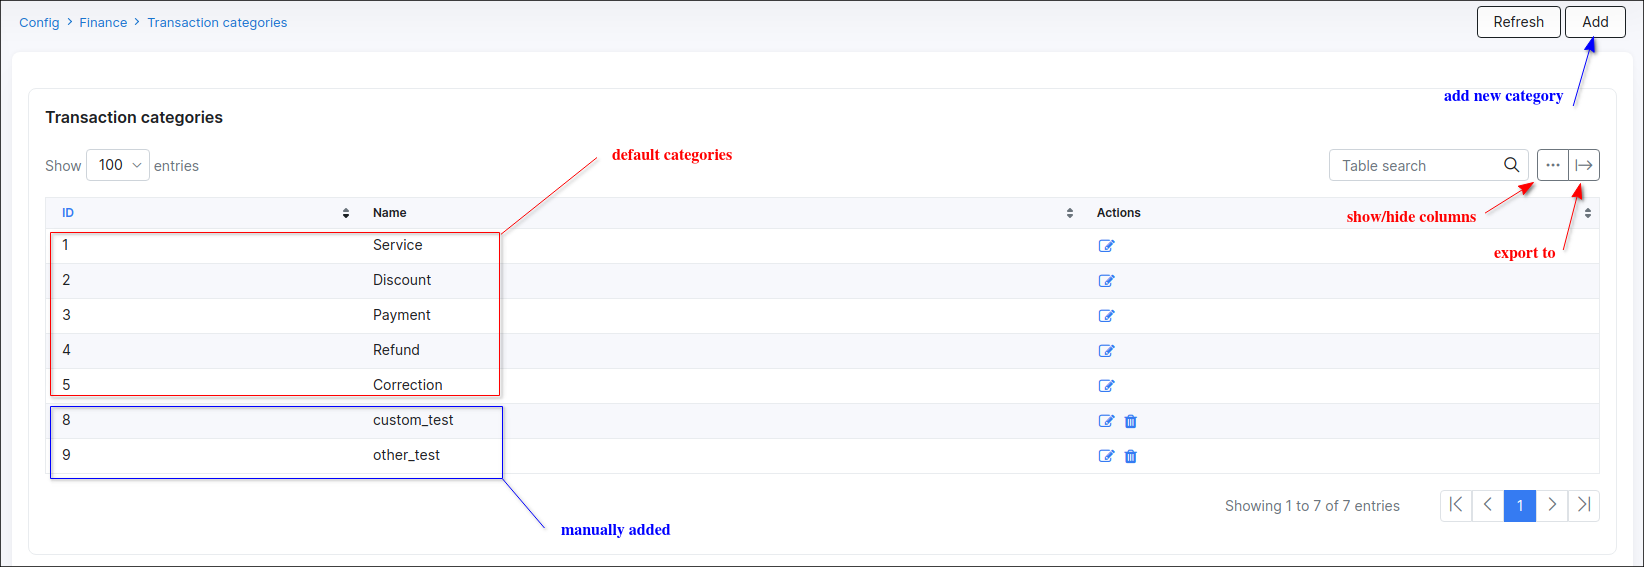 Config > Finance > Transaction categories
Refresh
Add
add new category
Transaction categories
Show 100 entries
default categories
Table search
show/hide columns
export to
ID Name Actions
1 Service
2 Discount
3 Payment
4 Refund
5 Correction
8 custom_test
9 other_test
manually added
Showing 1 to 7 of 7 entries
1